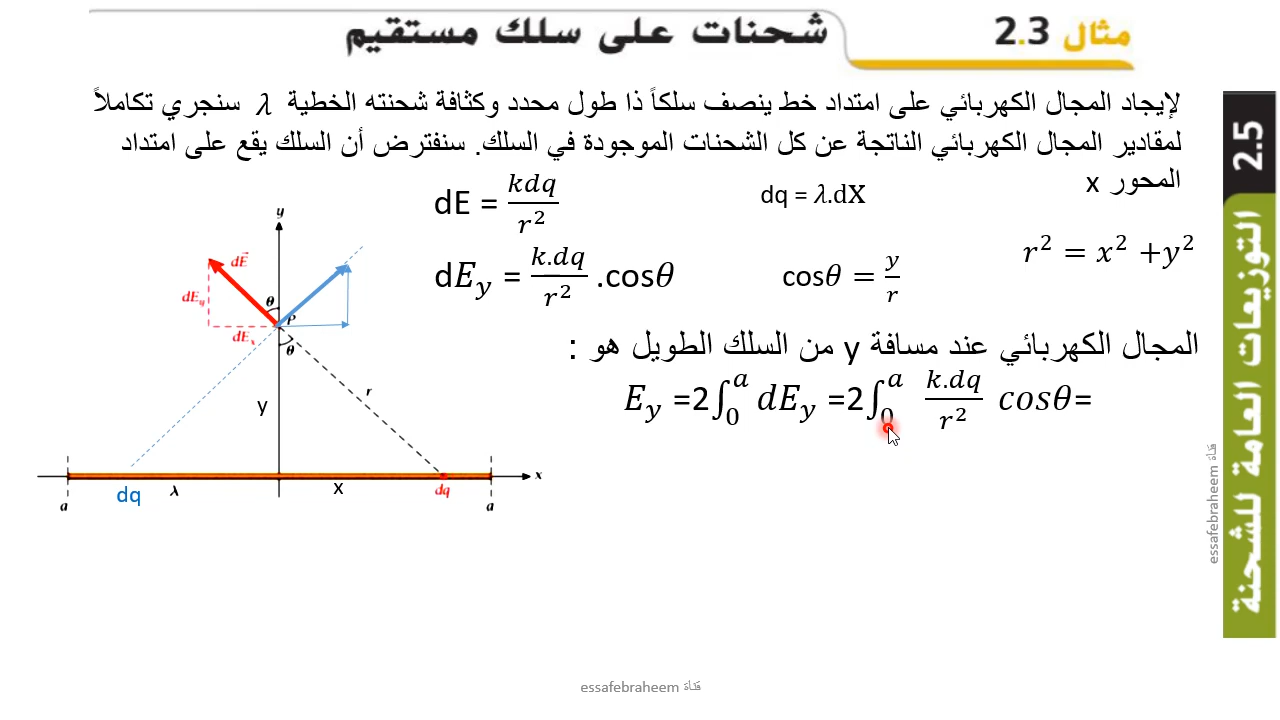 مثال 2.3 شحنات على سلك مستقيم
لإيجاد المجال الكهربائي على امتداد خط ينصف سلكاً ذا طول محدد وكثافة شحنته الخطية λ سنجري تكاملاً
لمقادير المجال الكهربائي الناتجة عن كل الشحنات الموجودة في السلك. سنفترض أن السلك يقع على امتداد
المحور x
dE = kdq/r²
dq = λ.dX
r² = x² + y²
dE_y = k.dq/r² .cosθ
cosθ = y/r
المجال الكهربائي عند مسافة y من السلك الطويل هو :
E_y =2∫₀ᵃ dE_y =2∫₀ᵃ k.dq/r² cosθ=
y
dE⃗
θ
dE_y
P
dE_x
θ
r
y
x
dq
λ
x
dq
a
a
2.5 التوزيعات العامة للشحنة
قناة essafebraheem
قناة essafebraheem